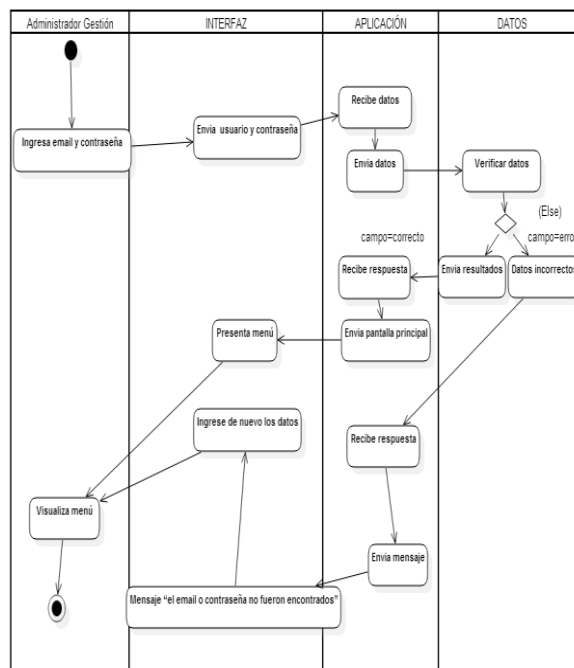 Administrador Gestión
INTERFAZ
APLICACIÓN
DATOS
Recibe datos
Envia usuario y contraseña
Ingresa email y contraseña
Envia datos
Verificar datos
(Else)
campo=correcto
campo=erro
Recibe respuesta
Envia resultados
Datos incorrectos
Presenta menú
Envia pantalla principal
Ingrese de nuevo los datos
Recibe respuesta
Visualiza menú
Envia mensaje
Mensaje “el email o contraseña no fueron encontrados”